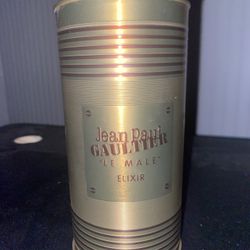 Jean Paul
GAULTIER
"LE MALE"
ELIXIR